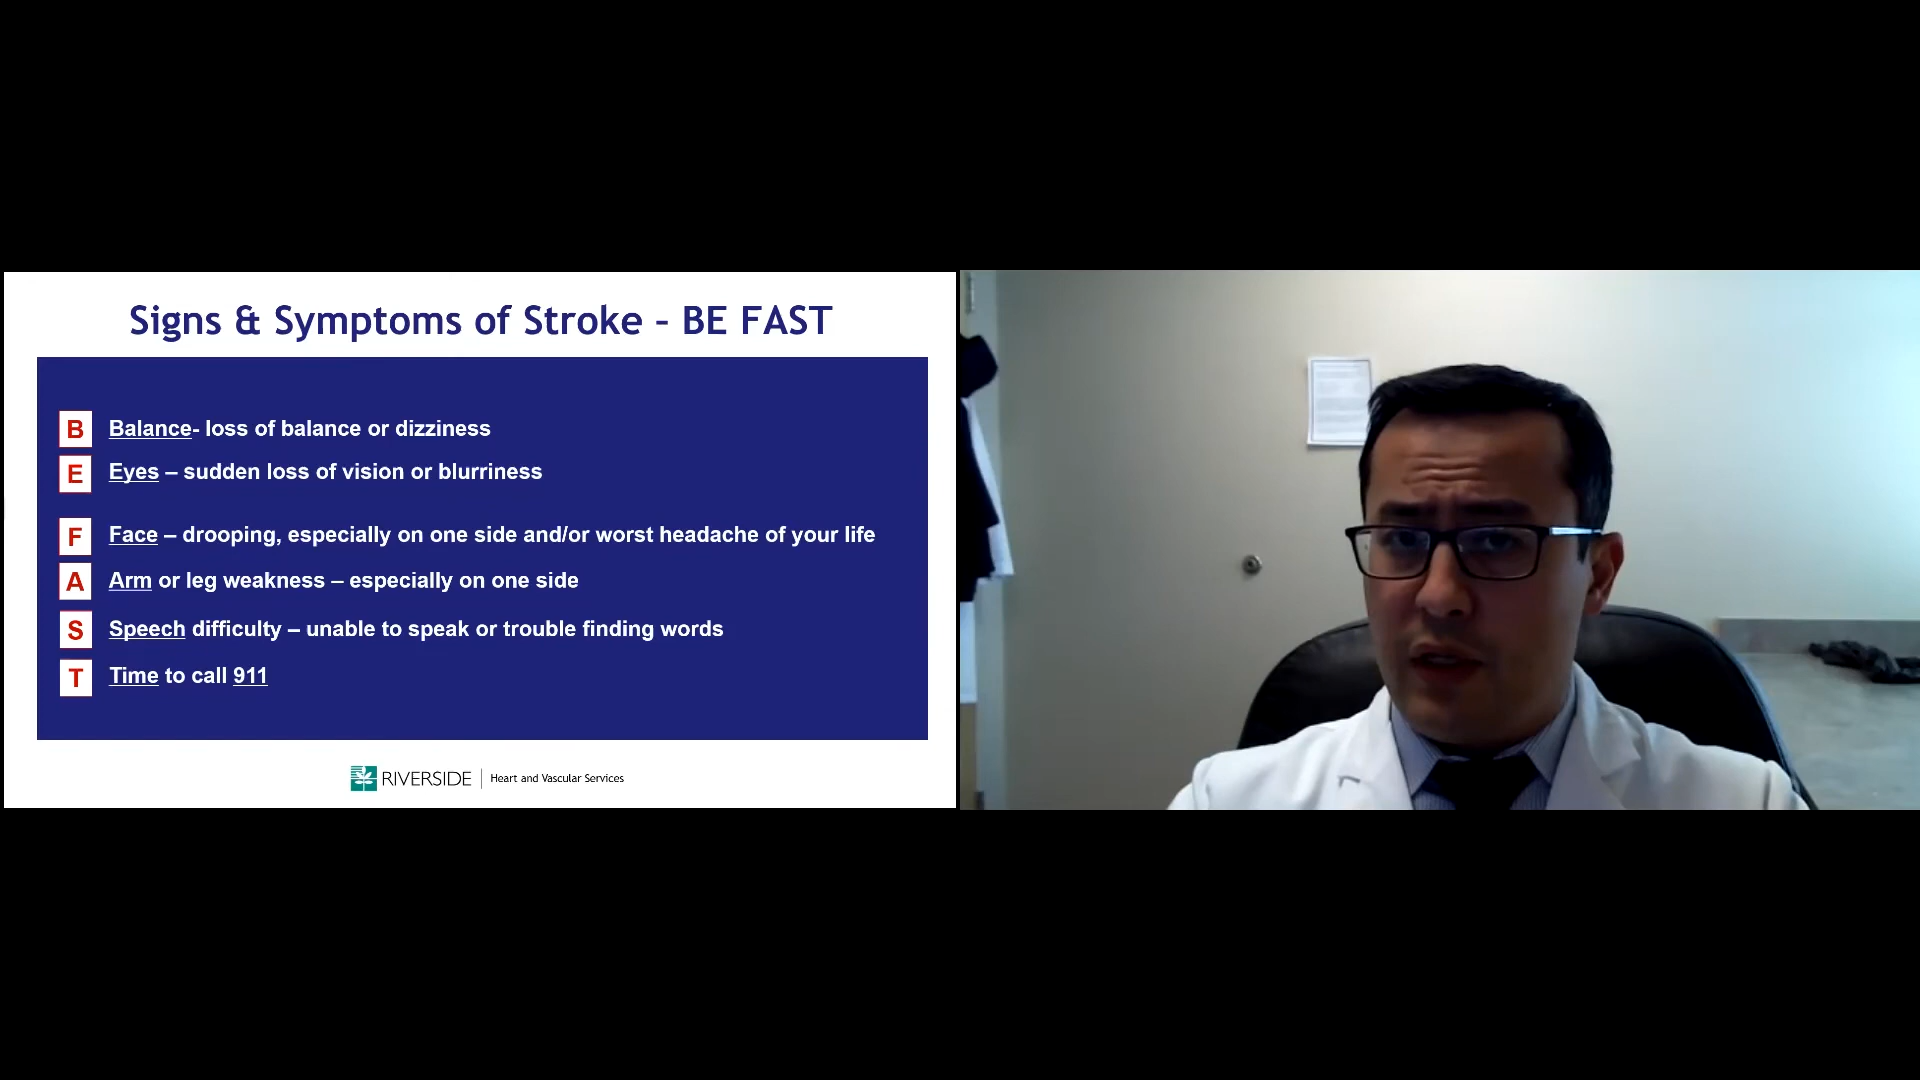 Signs & Symptoms of Stroke – BE FAST
B Balance- loss of balance or dizziness
E Eyes – sudden loss of vision or blurriness
F Face – drooping, especially on one side and/or worst headache of your life
A Arm or leg weakness – especially on one side
S Speech difficulty – unable to speak or trouble finding words
T Time to call 911
RIVERSIDE | Heart and Vascular Services